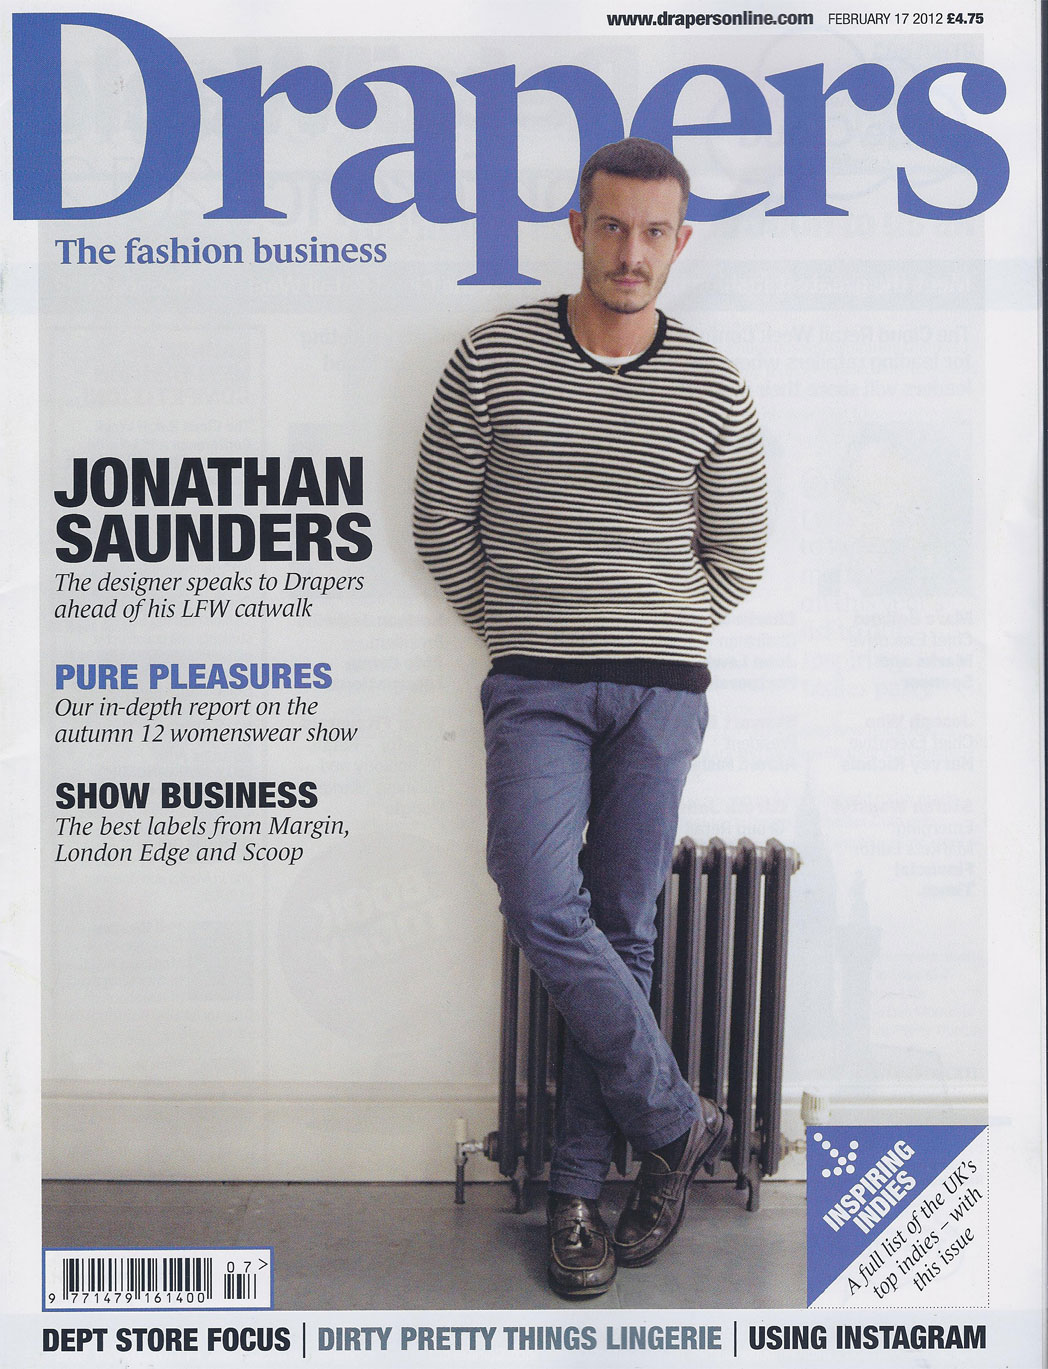 www.drapersonline.com FEBRUARY 17 2012 £4.75
Drapers
The fashion business
JONATHAN
SAUNDERS
The designer speaks to Drapers
ahead of his LFW catwalk
PURE PLEASURES
Our in-depth report on the
autumn 12 womenswear show
SHOW BUSINESS
The best labels from Margin,
London Edge and Scoop
INSPIRING
INDIES
A full list of the UK's
top indies – with
this issue
07>
9 771479 161400
DEPT STORE FOCUS | DIRTY PRETTY THINGS LINGERIE | USING INSTAGRAM